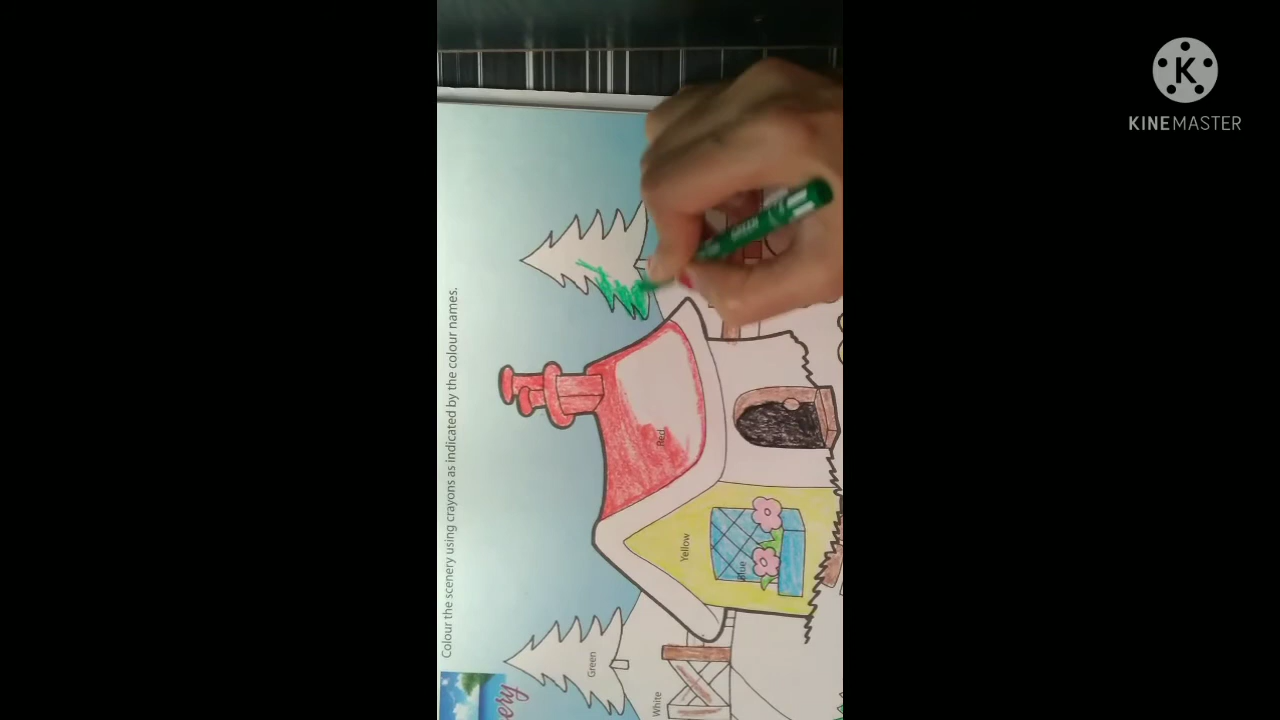 KINEMASTER
Colour the scenery using crayons as indicated by the colour names.
Red
Yellow
Blue
Green
White